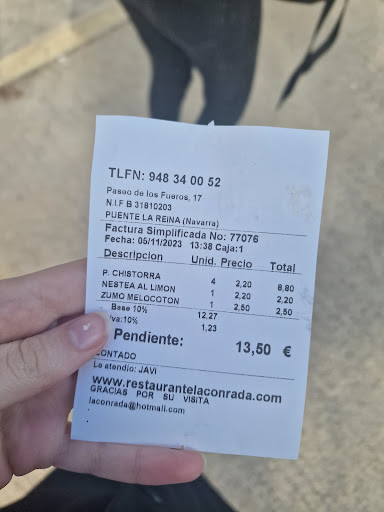 TLFN: 948 34 00 52
Paseo de los Fueros, 17
N.I.F B 31810203
PUENTE LA REINA (Navarra)
Factura Simplificada No: 77076
Fecha: 05/11/2023 13:38 Caja:1
Descripcion Unid. Precio Total
P. CHISTORRA 4 2,20 8,80
NESTEA AL LIMON 1 2,20 2,20
ZUMO MELOCOTON 1 2,50 2,50
Base 10% 12,27
Iva:10% 1,23
Pendiente: 13,50 €
CONTADO
Le atendio: JAVI
www.restaurantelaconrada.com
GRACIAS POR SU VISITA
laconrada@hotmail.com